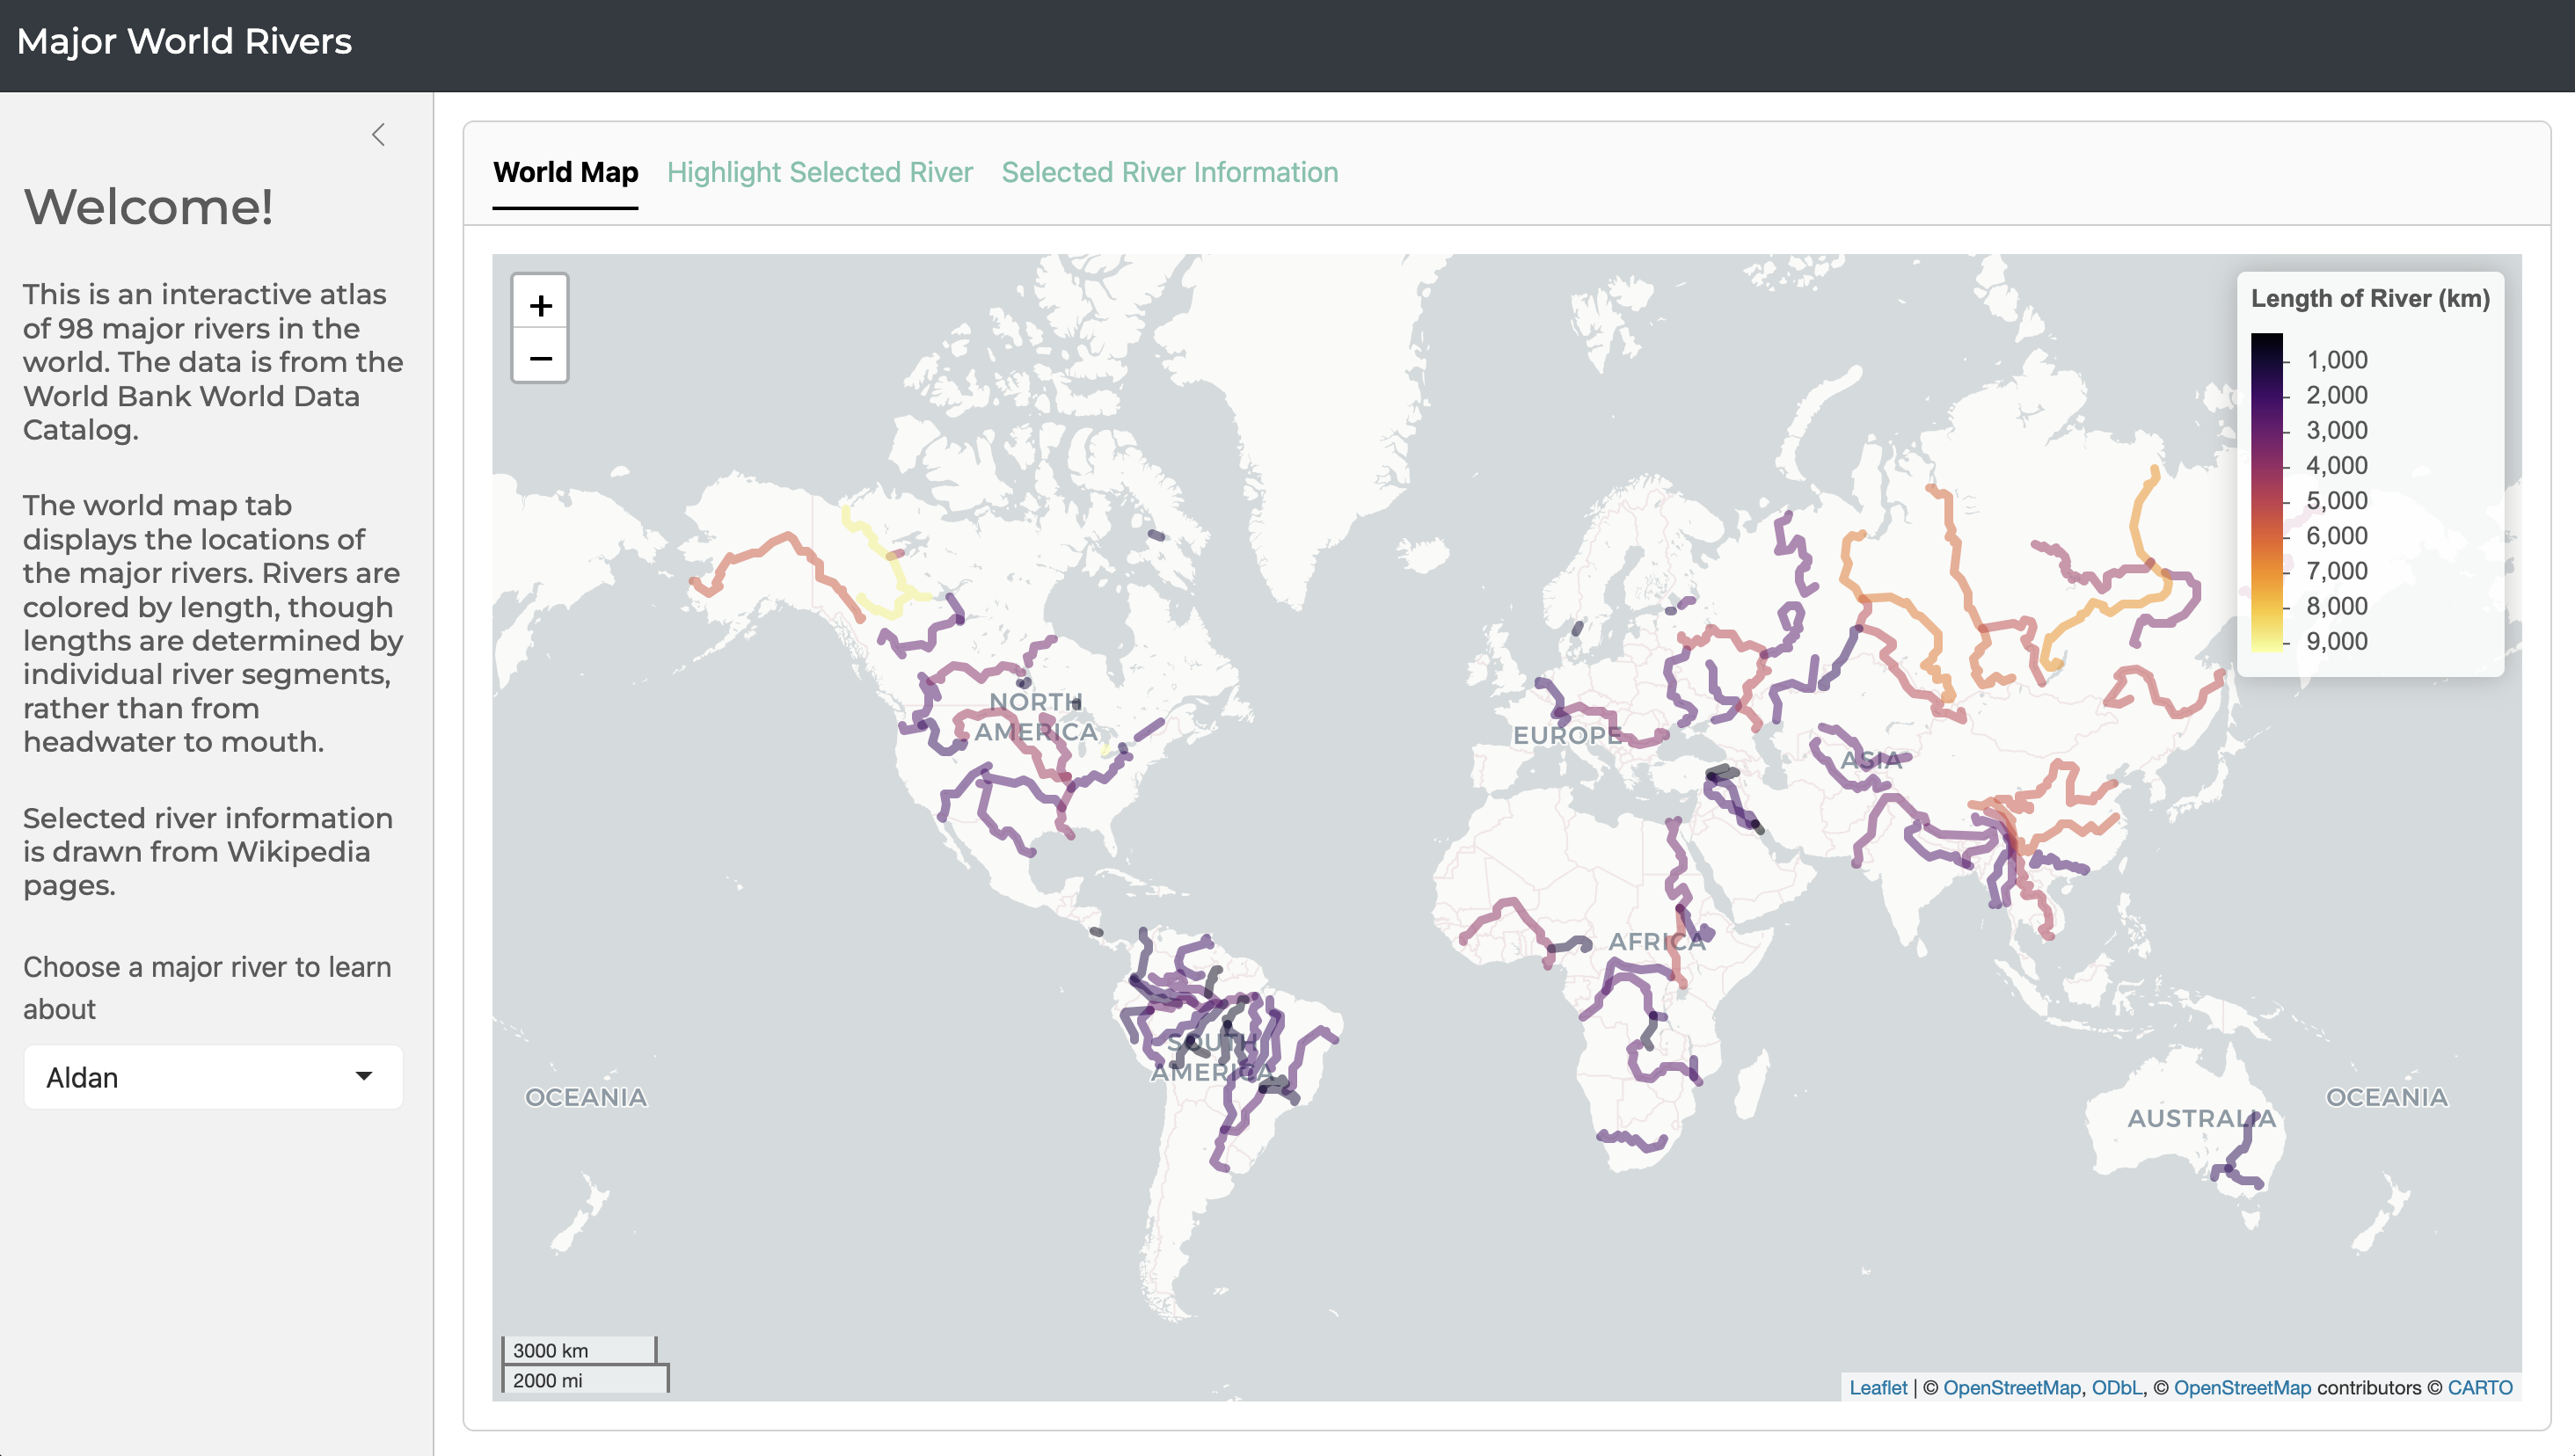 Major World Rivers
Welcome!
This is an interactive atlas
of 98 major rivers in the
world. The data is from the
World Bank World Data
Catalog.
The world map tab
displays the locations of
the major rivers. Rivers are
colored by length, though
lengths are determined by
individual river segments,
rather than from
headwater to mouth.
Selected river information
is drawn from Wikipedia
pages.
Choose a major river to learn
about
Aldan
World Map
Highlight Selected River
Selected River Information
+
−
Length of River (km)
1,000
2,000
3,000
4,000
5,000
6,000
7,000
8,000
9,000
NORTH
AMERICA
EUROPE
ASIA
AFRICA
SOUTH
AMERICA
OCEANIA
AUSTRALIA
OCEANIA
3000 km
2000 mi
Leaflet | © OpenStreetMap, ODbL, © OpenStreetMap contributors © CARTO